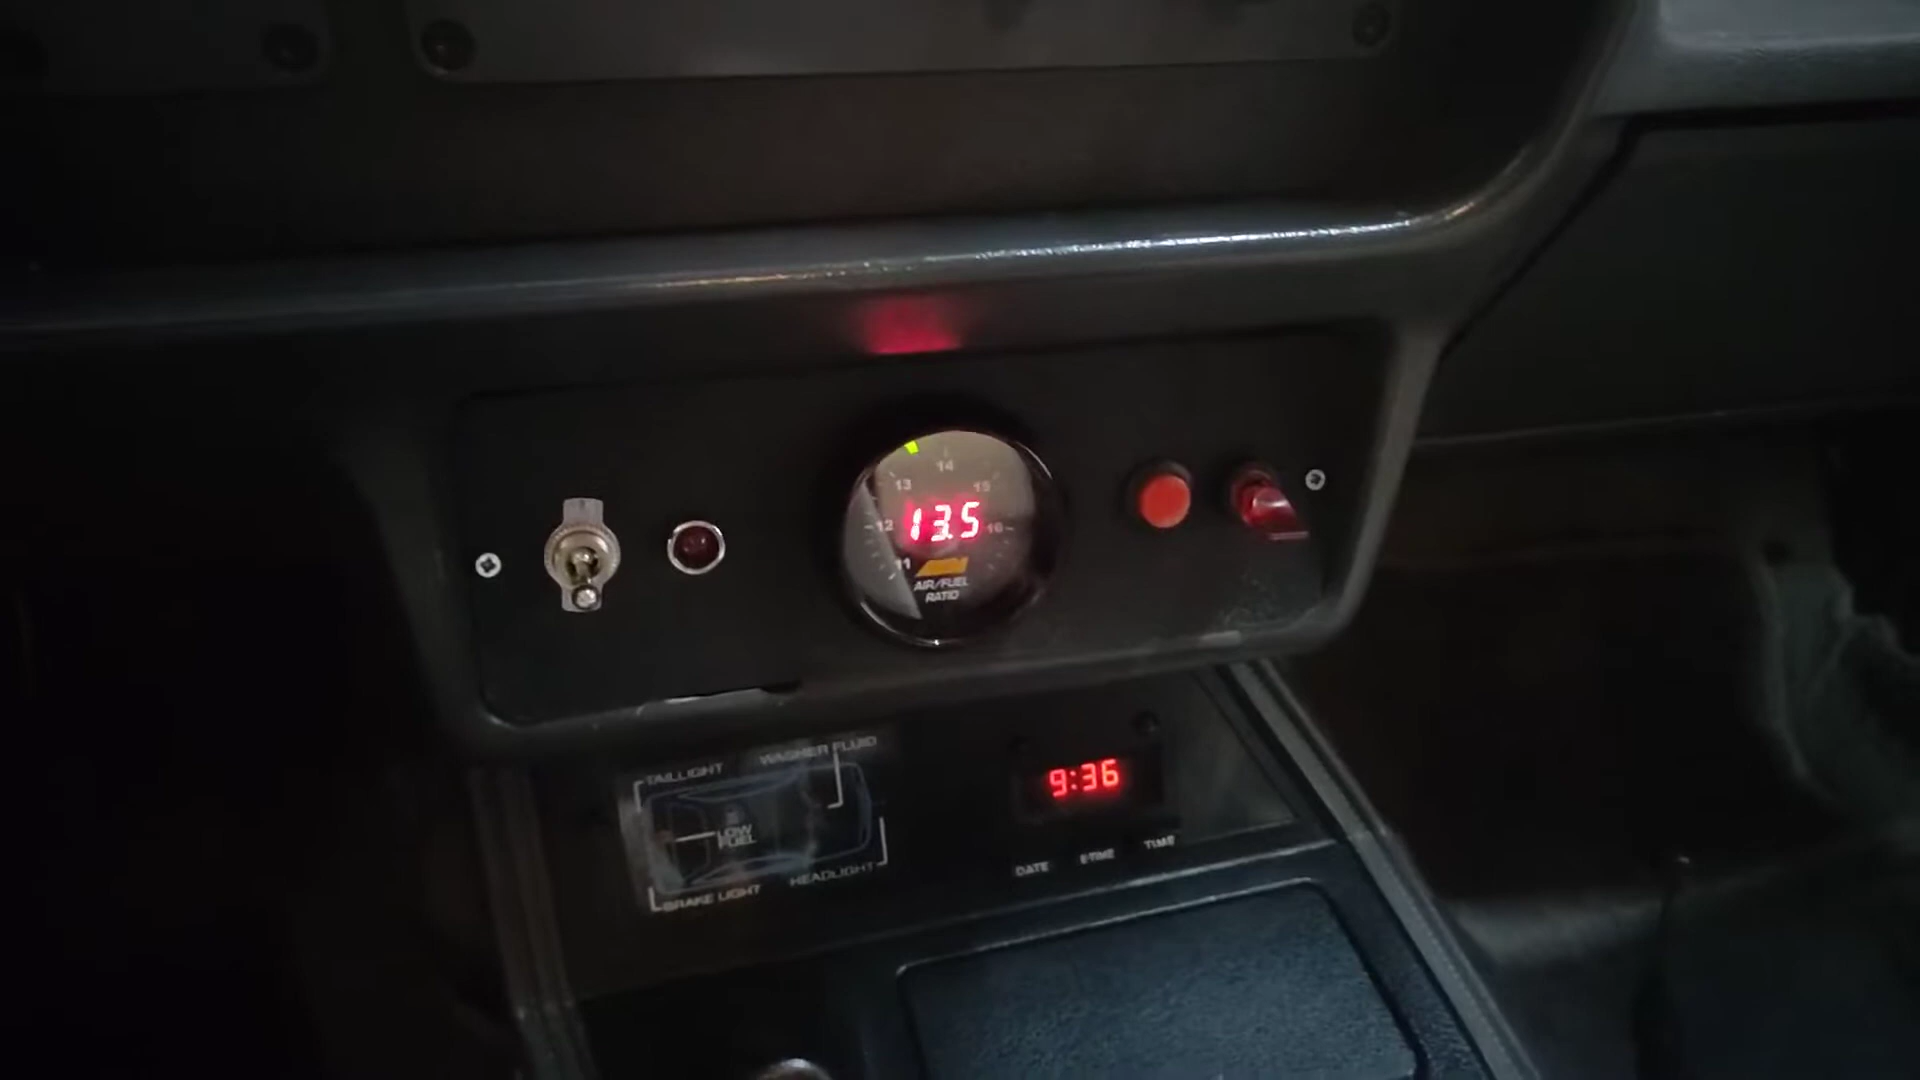 14
13
15
12
13.5
16
11
AEM
AIR/FUEL
RATIO
TAILLIGHT
WASHER FLUID
LOW
FUEL
BRAKE LIGHT
HEADLIGHT
9:36
DATE
E-TIME
TIME